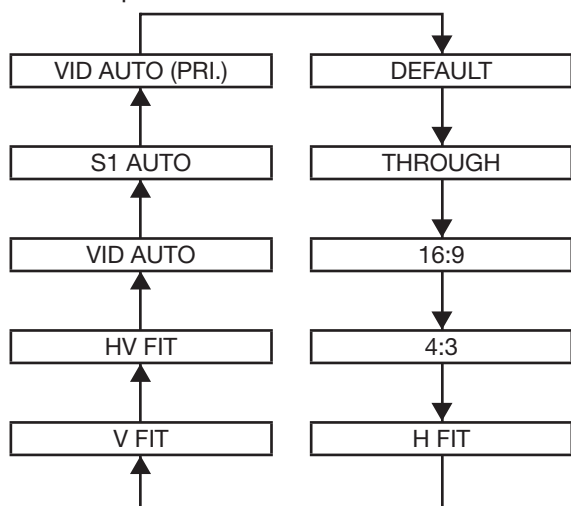 VID AUTO (PRI.)
DEFAULT
S1 AUTO
THROUGH
VID AUTO
16:9
HV FIT
4:3
V FIT
H FIT